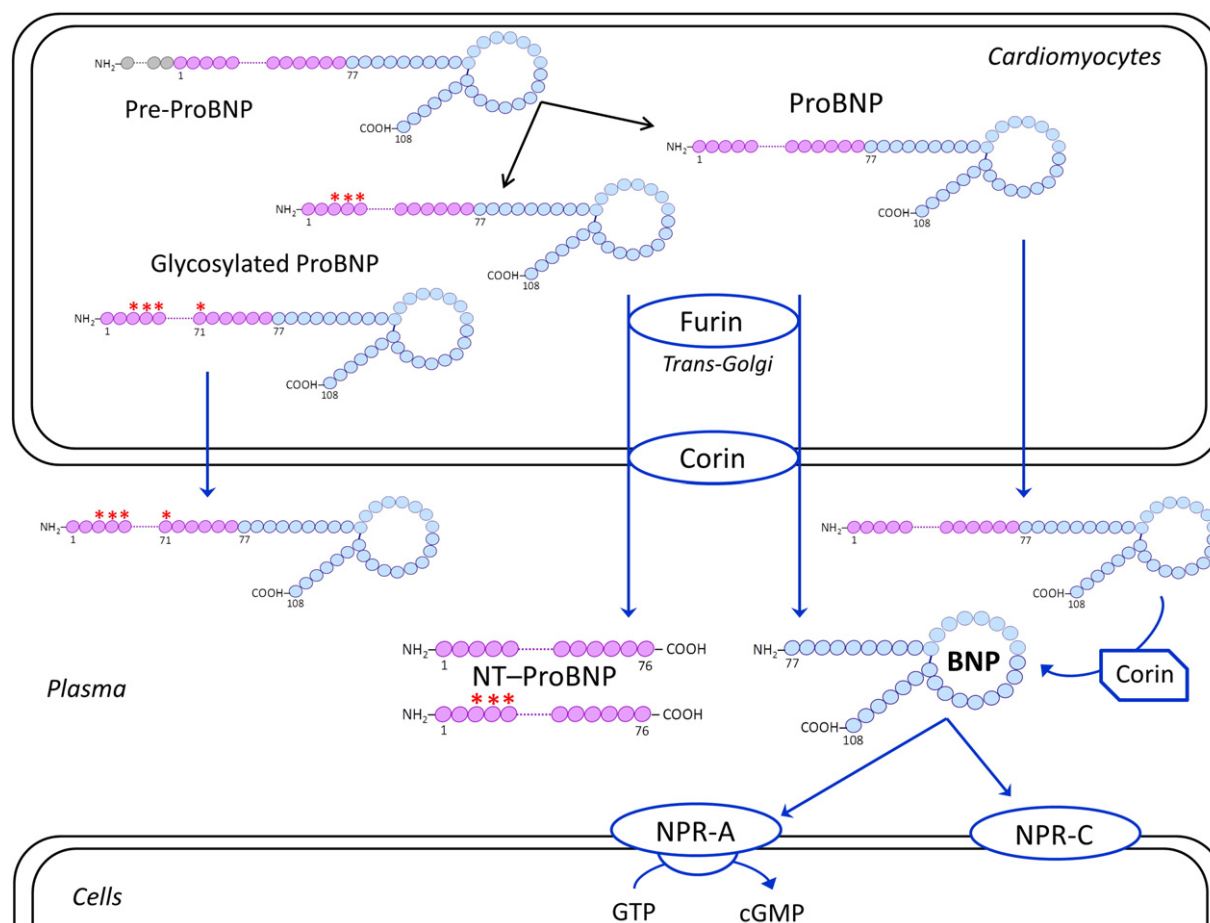 Cardiomyocytes
NH2
1
77
Pre-ProBNP
COOH
108
ProBNP
NH2
1
77
COOH
108
***
NH2
1
77
COOH
108
Glycosylated ProBNP
*** *
NH2
1
71
77
COOH
108
Furin
Trans-Golgi
Corin
*** *
NH2
1
71
77
COOH
108
NH2
1
77
COOH
108
Corin
NH2
1
76
COOH
NT–ProBNP
***
NH2
1
76
COOH
NH2
77
BNP
108
COOH
Plasma
NPR-A
NPR-C
Cells
GTP
cGMP